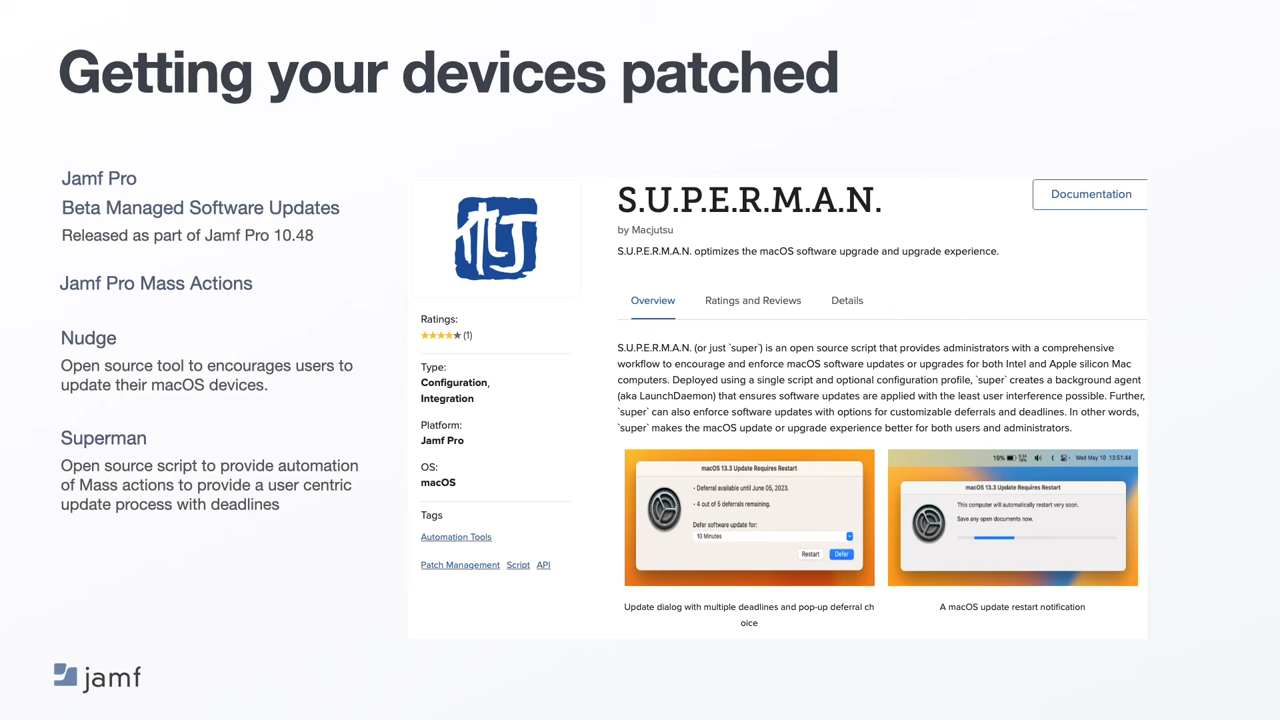 Getting your devices patched
Jamf Pro
Beta Managed Software Updates
Released as part of Jamf Pro 10.48
Jamf Pro Mass Actions
Nudge
Open source tool to encourages users to
update their macOS devices.
Superman
Open source script to provide automation
of Mass actions to provide a user centric
update process with deadlines
Ratings:
(1)
Type:
Configuration,
Integration
Platform:
Jamf Pro
OS:
macOS
Tags
Automation Tools
Patch Management Script API
S.U.P.E.R.M.A.N.
Documentation
by Macjutsu
S.U.P.E.R.M.A.N. optimizes the macOS software upgrade and upgrade experience.
Overview Ratings and Reviews Details
S.U.P.E.R.M.A.N. (or just `super`) is an open source script that provides administrators with a comprehensive
workflow to encourage and enforce macOS software updates or upgrades for both Intel and Apple silicon Mac
computers. Deployed using a single script and optional configuration profile, `super` creates a background agent
(aka LaunchDaemon) that ensures software updates are applied with the least user interference possible. Further,
`super` can also enforce software updates with options for customizable deferrals and deadlines. In other words,
`super` makes the macOS update or upgrade experience better for both users and administrators.
macOS 13.3 Update Requires Restart
- Deferral available until June 05, 2023.
- 4 out of 5 deferrals remaining.
Defer software update for:
10 Minutes
Restart Defer
Update dialog with multiple deadlines and pop-up deferral ch
oice
19% Wed May 10 13:51:44
macOS 13.3 Update Requires Restart
This computer will automatically restart very soon.
Save any open documents now.
A macOS update restart notification
jamf